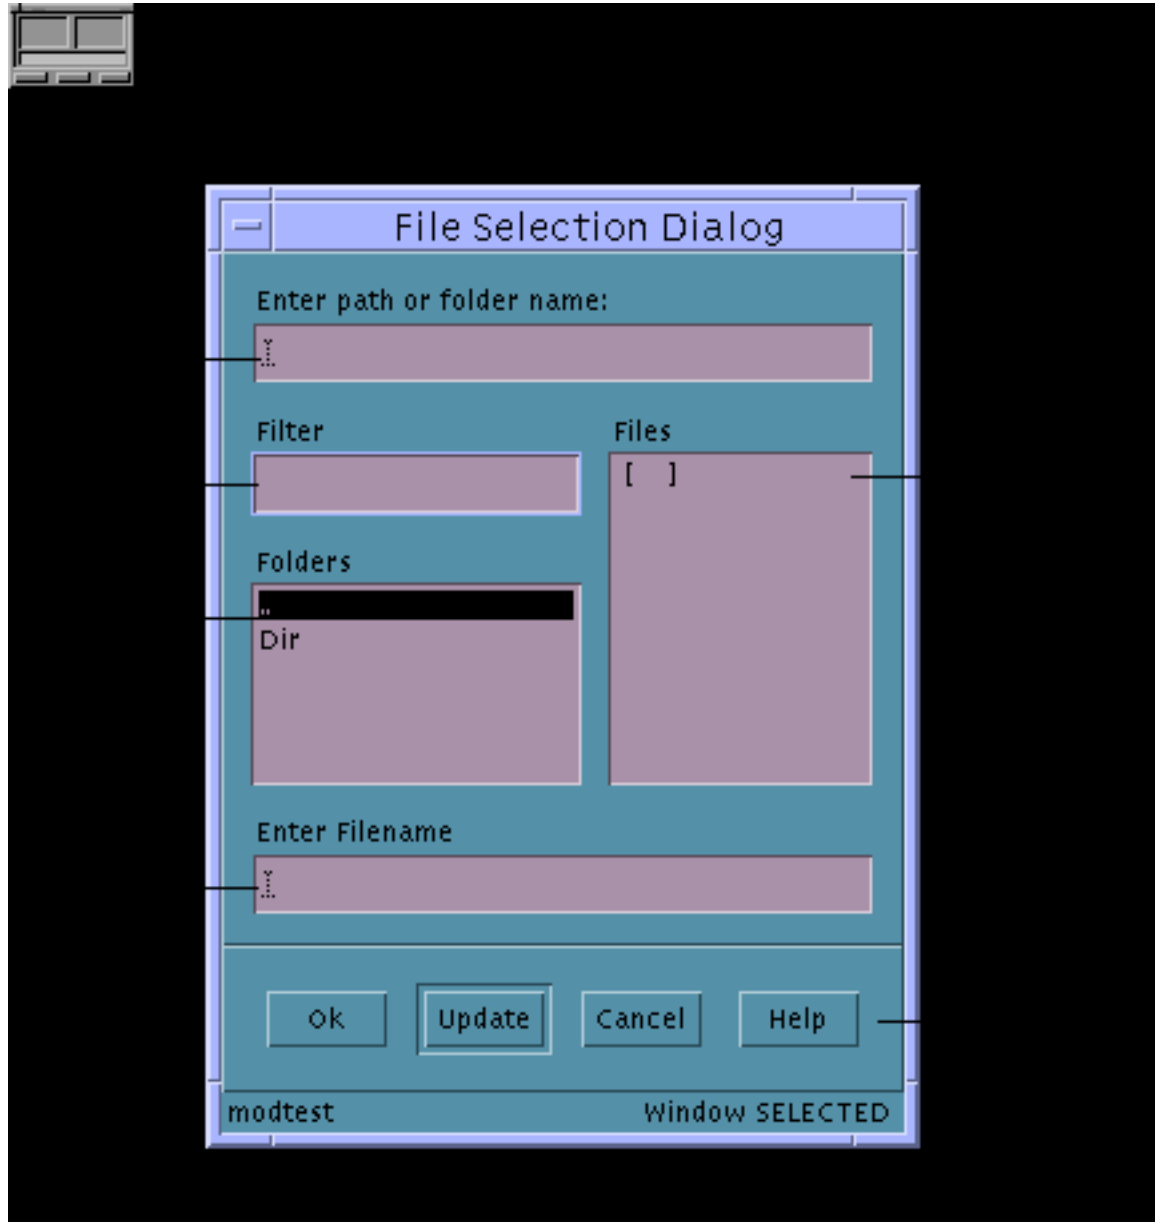 File Selection Dialog
Enter path or folder name:
Filter
Files
[ ]
Folders
..
Dir
Enter Filename
Ok
Update
Cancel
Help
modtest
Window SELECTED